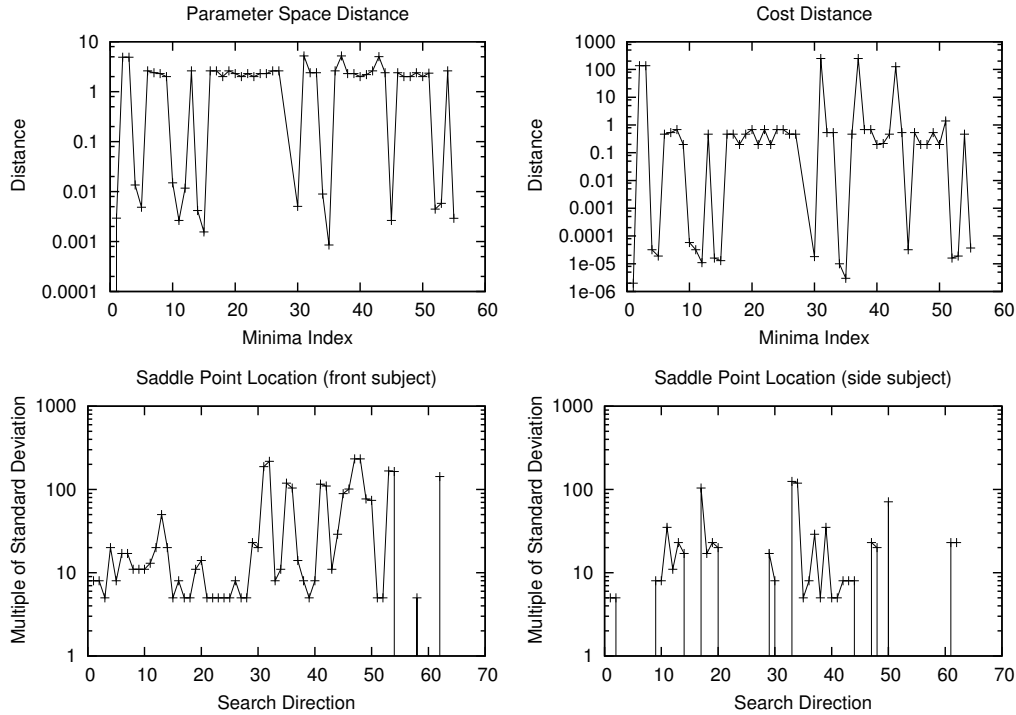 Parameter Space Distance
Distance
10
1
0.1
0.01
0.001
0.0001
0 10 20 30 40 50 60
Minima Index
Cost Distance
Distance
1000
100
10
1
0.1
0.01
0.001
0.0001
1e-05
1e-06
0 10 20 30 40 50 60
Minima Index
Saddle Point Location (front subject)
Multiple of Standard Deviation
1000
100
10
1
0 10 20 30 40 50 60 70
Search Direction
Saddle Point Location (side subject)
Multiple of Standard Deviation
1000
100
10
1
0 10 20 30 40 50 60 70
Search Direction